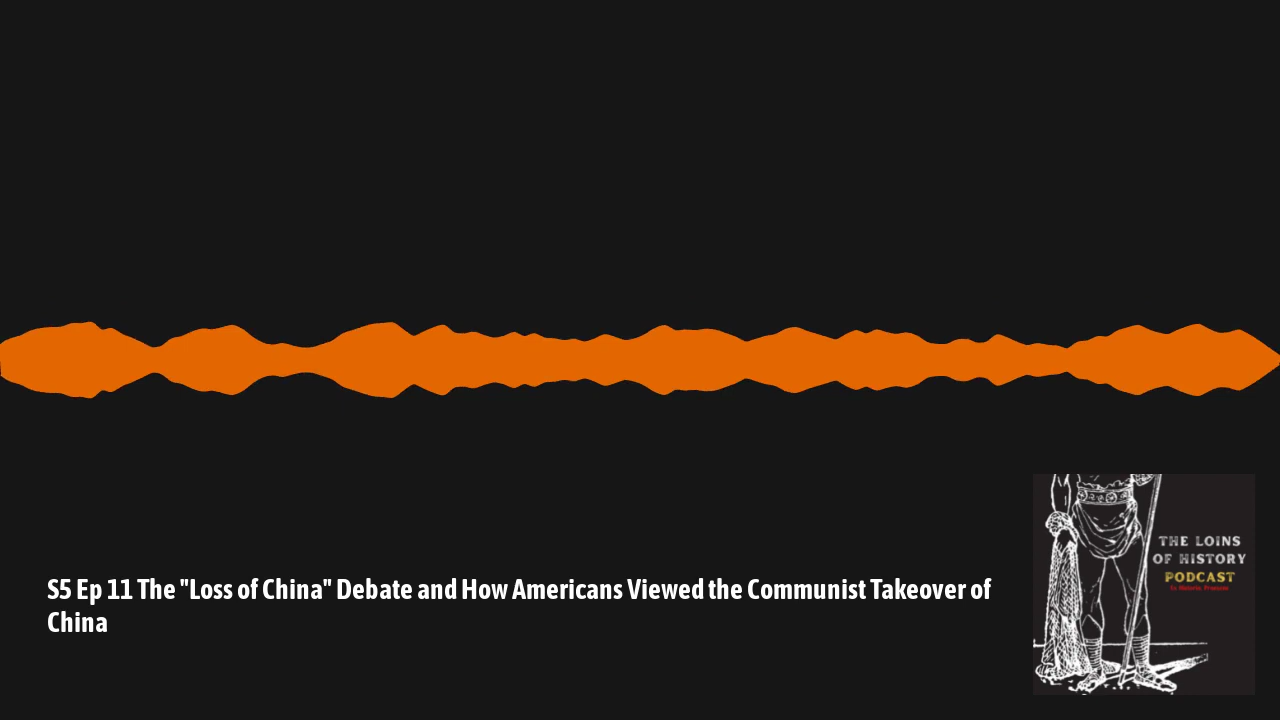 S5 Ep 11 The "Loss of China" Debate and How Americans Viewed the Communist Takeover of
China
THE LOINS
OF HISTORY
PODCAST